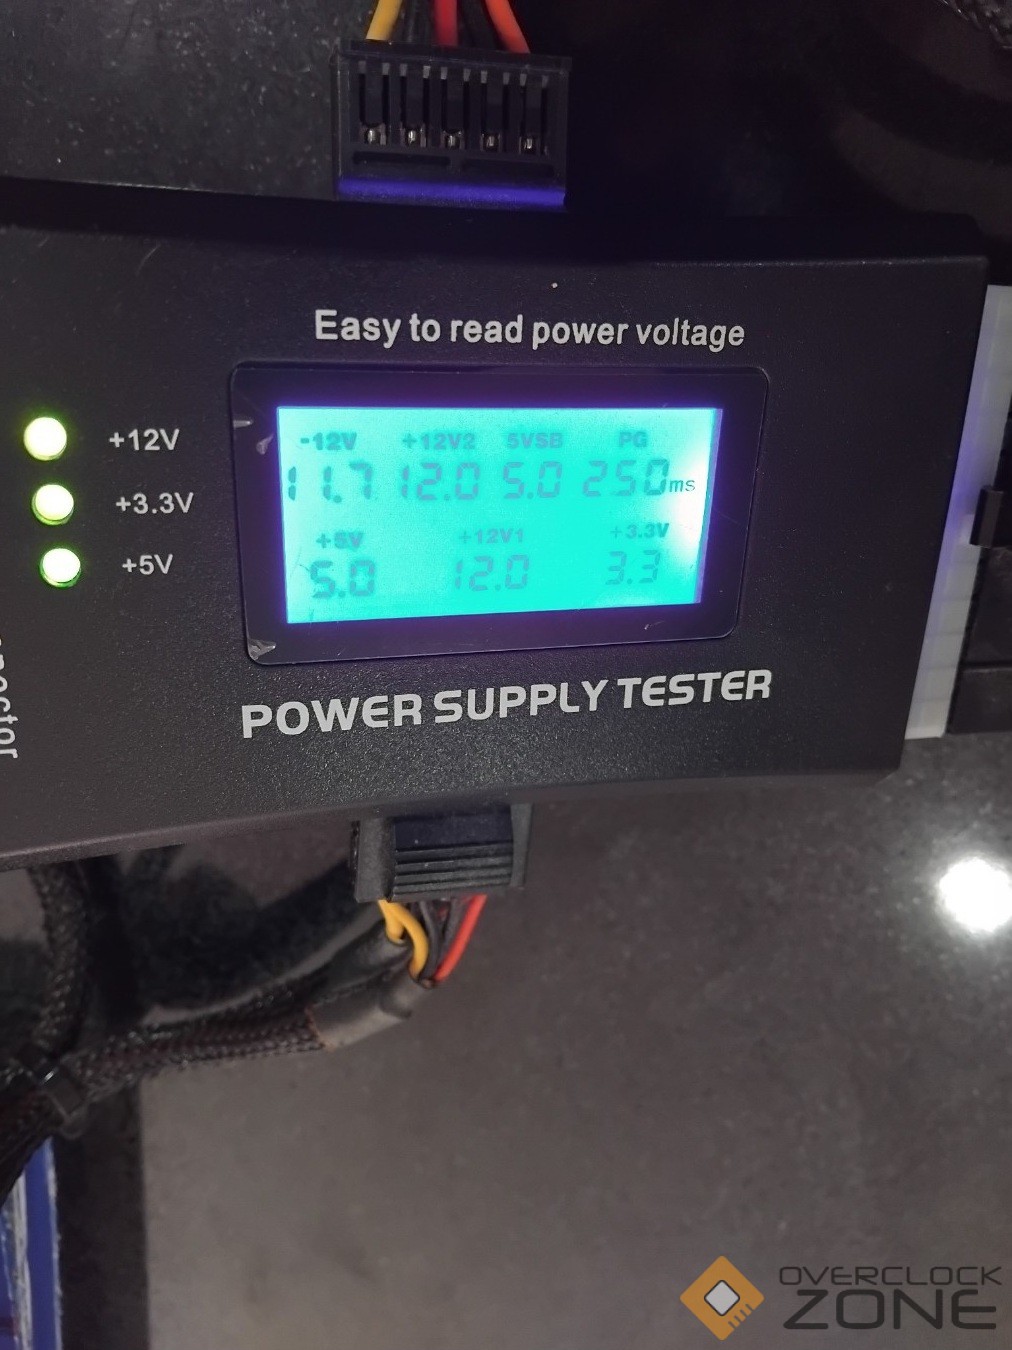 Easy to read power voltage
+12V
+3.3V
+5V
-12V +12V2 5VSB PG
11.7 12.0 5.0 250ms
+5V +12V1 +3.3V
5.0 12.0 3.3
POWER SUPPLY TESTER
OVERCLOCK
ZONE